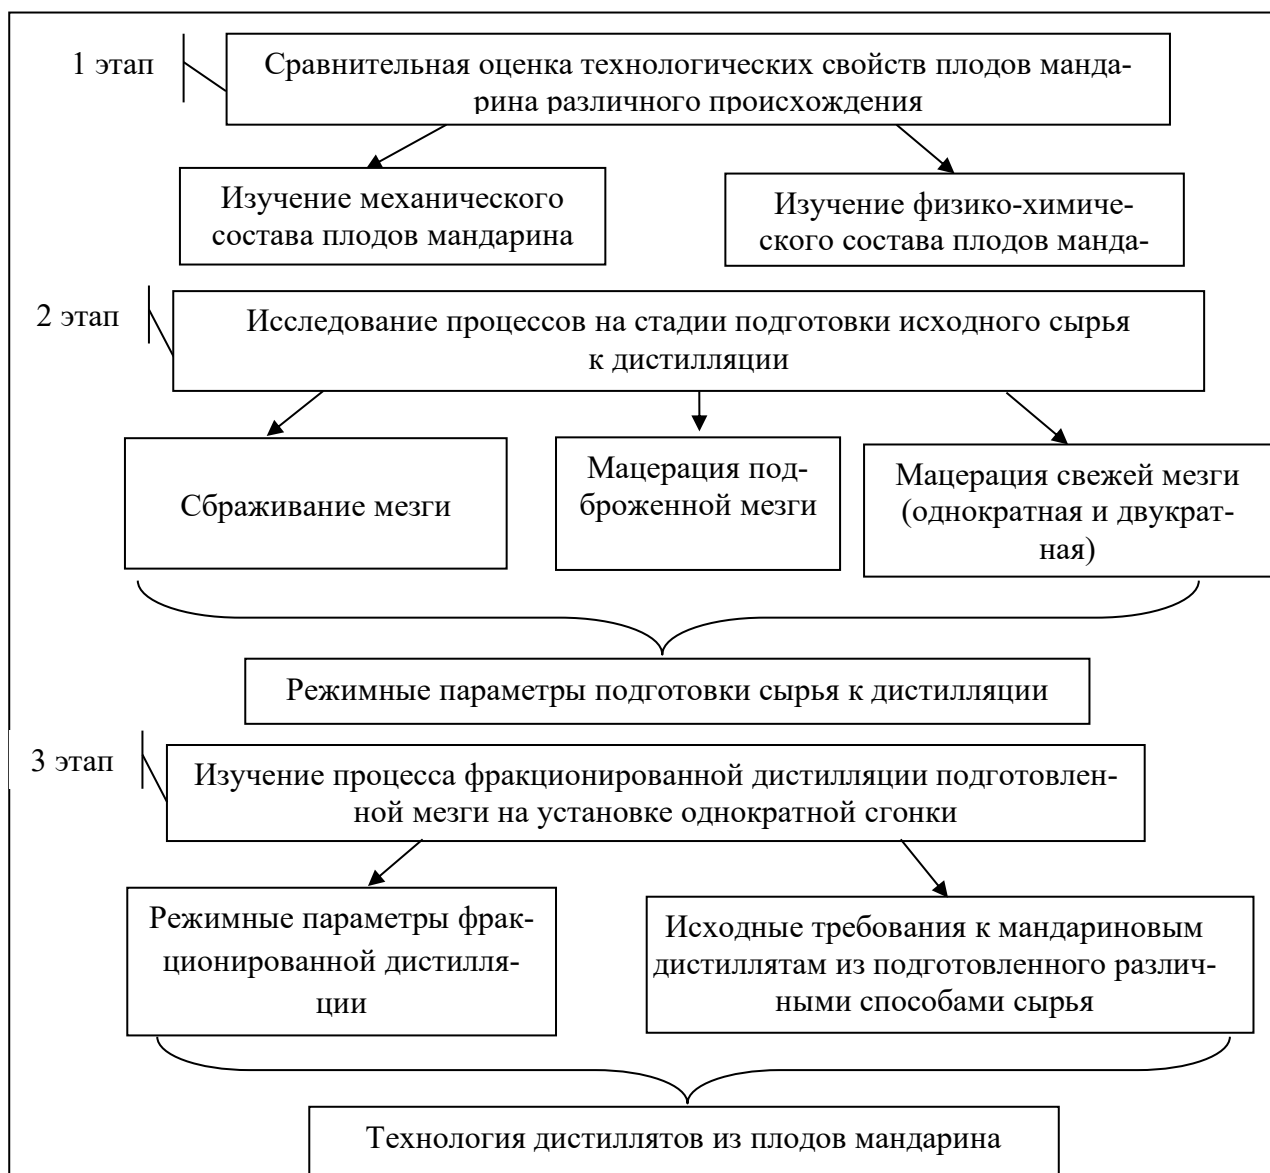 1 этап
Сравнительная оценка технологических свойств плодов манда-
рина различного происхождения
Изучение механического
состава плодов мандарина
Изучение физико-химиче-
ского состава плодов манда-
2 этап
Исследование процессов на стадии подготовки исходного сырья
к дистилляции
Сбраживание мезги
Мацерация под-
броженной мезги
Мацерация свежей мезги
(однократная и двукрат-
ная)
Режимные параметры подготовки сырья к дистилляции
3 этап
Изучение процесса фракционированной дистилляции подготовлен-
ной мезги на установке однократной сгонки
Режимные параметры фрак-
ционированной дистилля-
ции
Исходные требования к мандариновым
дистиллятам из подготовленного различ-
ными способами сырья
Технология дистиллятов из плодов мандарина